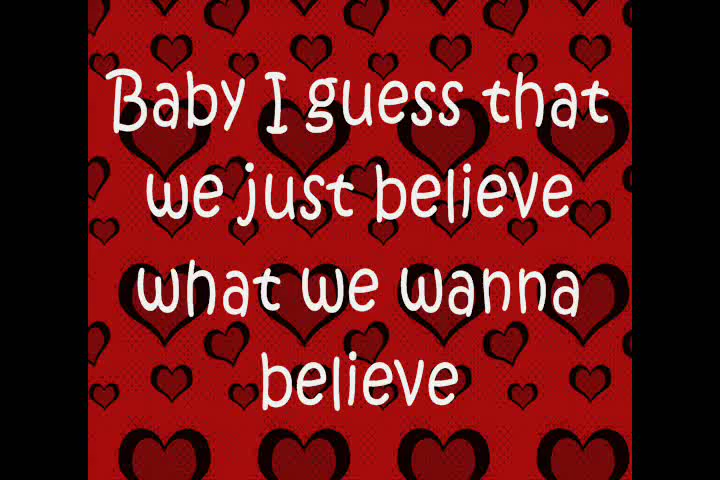 Baby I guess that
we just believe
what we wanna
believe